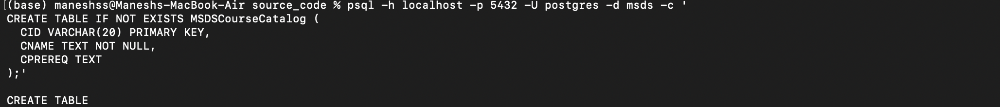 [(base) maneshss@Maneshs-MacBook-Air source_code % psql -h localhost -p 5432 -U postgres -d msds -c '
CREATE TABLE IF NOT EXISTS MSDSCourseCatalog (
  CID VARCHAR(20) PRIMARY KEY,
  CNAME TEXT NOT NULL,
  CPREREQ TEXT
);'

CREATE TABLE